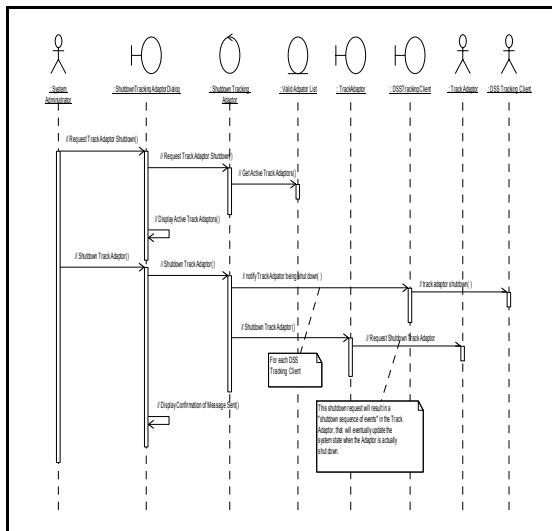 : System
Administrator
: ShutdownTrackingAdaptorDialog
: Shutdown Tracking
Adaptor
: Valid Adpator List
: TrackAdaptor
: DSSTrackingClient
: Track Adaptor
: DSS Tracking Client
// Request Track Adaptor Shutdown()
// Request Track Adaptor Shutdown()
// Get Active Track Adaptors()
// Display Active Track Adaptors()
// Shutdown Track Adaptor()
// Shutdown Track Adaptor()
// notify Track Adpator being shut down( )
// track adaptor shutdown( )
// Shutdown Track Adaptor()
// Request Shutdown Track Adaptor
For each DSS
Tracking Client
// Display Confirmation of Message Sent()
This shutdown request will result in a
"shutdown sequence of events" in the Track
Adaptor, that will eventually update the
system state when the Adaptor is actually
shut down.